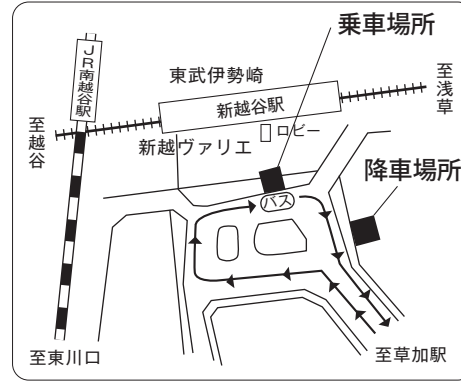 乗車場所
JR南越谷駅
東武伊勢崎
至浅草
新越谷駅
至越谷
ロビー
新越ヴァリエ
降車場所
バス
至東川口
至草加駅